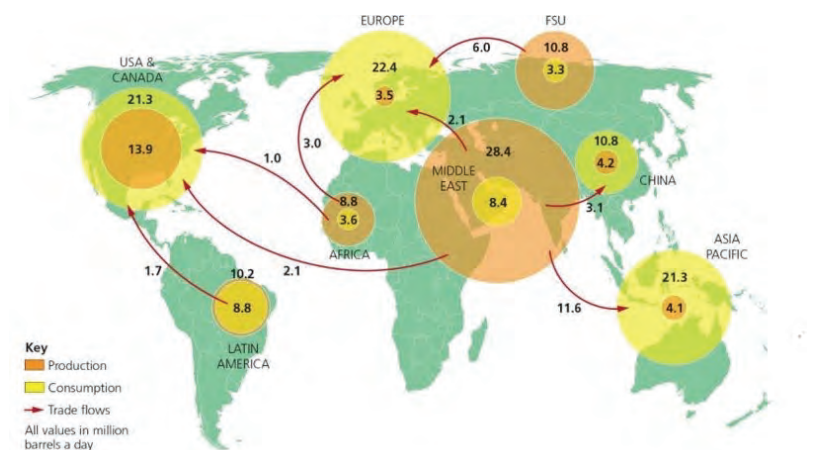 EUROPE
FSU
USA &
CANADA
6.0
10.8
22.4
3.3
21.3
3.5
2.1
13.9
3.0
28.4
10.8
1.0
MIDDLE
EAST
4.2
CHINA
8.8
8.4
3.6
3.1
AFRICA
ASIA
PACIFIC
1.7
10.2
2.1
21.3
8.8
11.6
4.1
LATIN
AMERICA
Key
Production
Consumption
Trade flows
All values in million
barrels a day